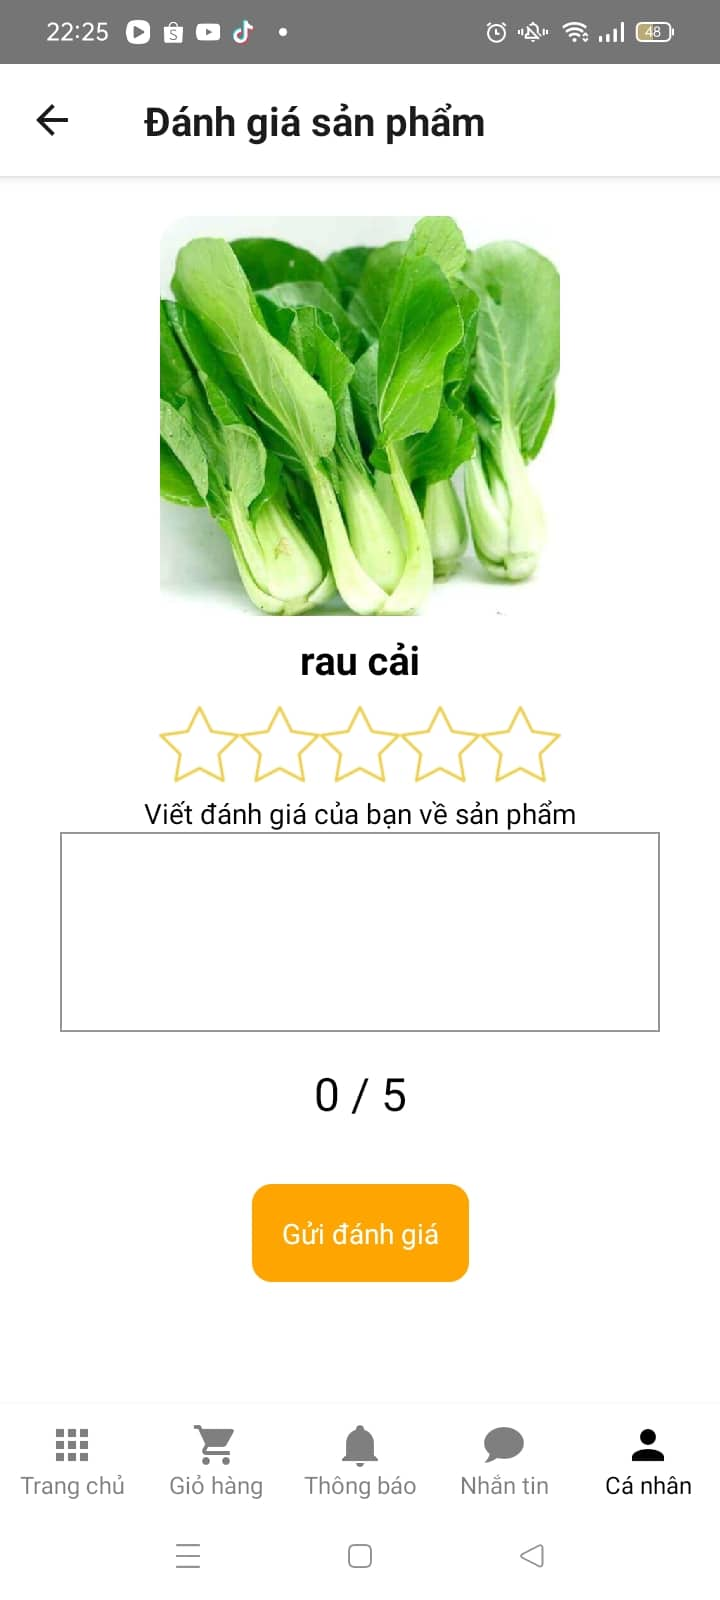 22:25
48
Đánh giá sản phẩm
rau cải
Viết đánh giá của bạn về sản phẩm
0 / 5
Gửi đánh giá
Trang chủ
Giỏ hàng
Thông báo
Nhắn tin
Cá nhân